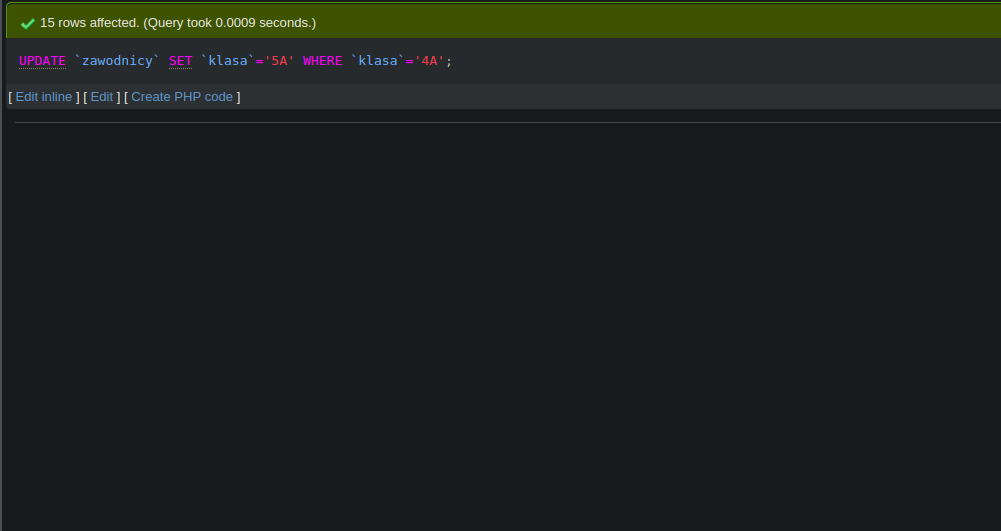 15 rows affected. (Query took 0.0009 seconds.)
UPDATE `zawodnicy` SET `klasa`='5A' WHERE `klasa`='4A';
[ Edit inline ] [ Edit ] [ Create PHP code ]